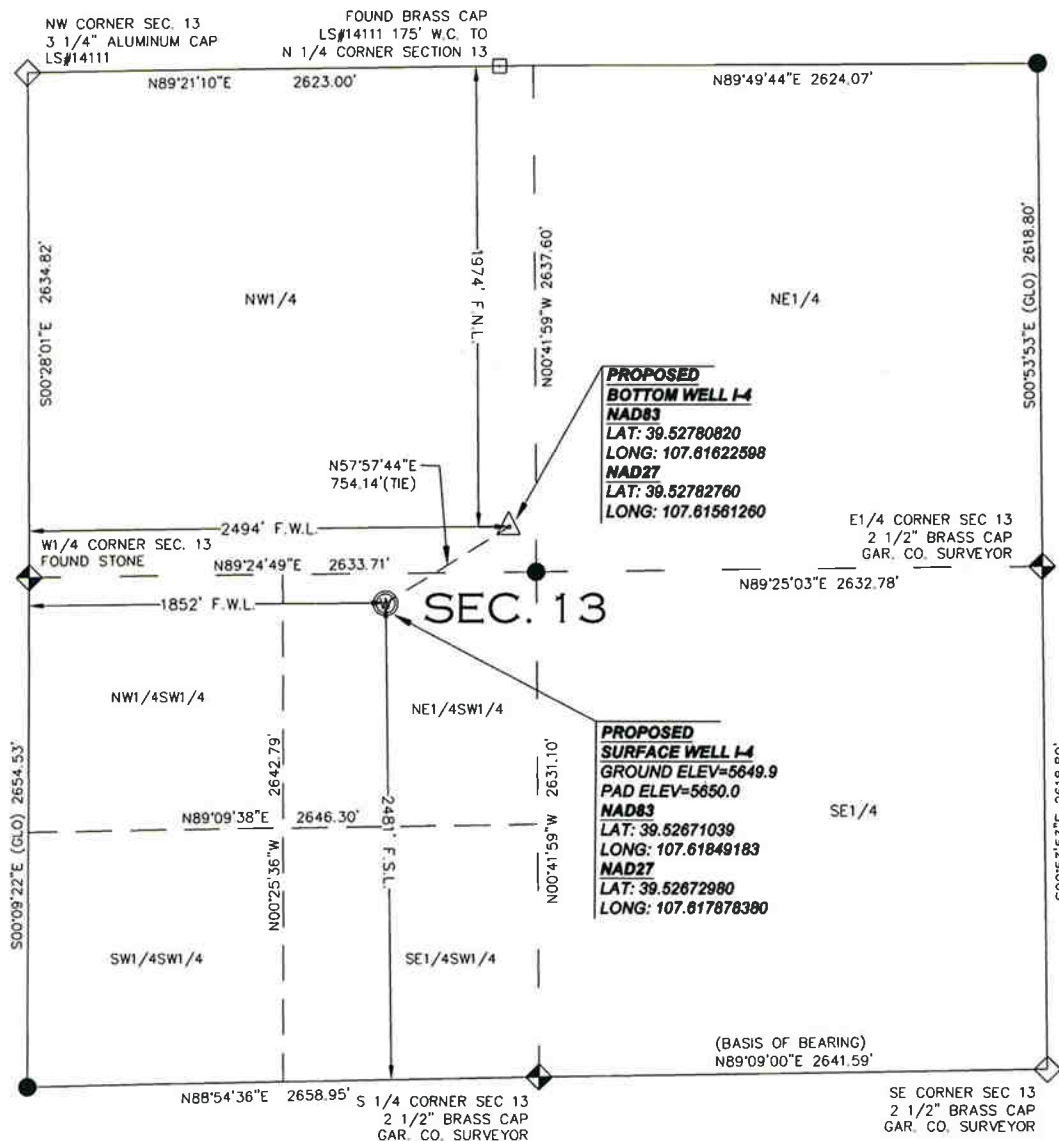 NW CORNER SEC. 13
3 1/4" ALUMINUM CAP
LS#14111
FOUND BRASS CAP
LS#14111 175' W.C. TO
N 1/4 CORNER SECTION 13
N89°21'10"E 2623.00'
N89°49'44"E 2624.07'
S00°28'01"E 2634.82'
NW1/4
1974' F.N.L.
N00°41'59"W 2637.60'
NE1/4
S00°53'53"E (GLO) 2618.80'
PROPOSED
BOTTOM WELL I-4
NAD83
LAT: 39.52780820
LONG: 107.61622598
NAD27
LAT: 39.52782760
LONG: 107.61561260
N57°57'44"E
754.14'(TIE)
2494' F.W.L.
W1/4 CORNER SEC. 13
FOUND STONE
N89°24'49"E 2633.71'
E1/4 CORNER SEC 13
2 1/2" BRASS CAP
GAR. CO. SURVEYOR
N89°25'03"E 2632.78'
1852' F.W.L.
W
SEC. 13
NW1/4SW1/4
NE1/4SW1/4
PROPOSED
SURFACE WELL I-4
GROUND ELEV=5649.9
PAD ELEV=5650.0
NAD83
LAT: 39.52671039
LONG: 107.61849183
NAD27
LAT: 39.52672980
LONG: 107.617878380
S00°09'22"E (GLO) 2654.53'
2642.79'
N00°25'36"W
N89°09'38"E 2646.30'
2481' F.S.L.
N00°41'59"W 2631.10'
SE1/4
SW1/4SW1/4
SE1/4SW1/4
(BASIS OF BEARING)
N89°09'00"E 2641.59'
N88°54'36"E 2658.95'
S 1/4 CORNER SEC 13
2 1/2" BRASS CAP
GAR. CO. SURVEYOR
SE CORNER SEC 13
2 1/2" BRASS CAP
GAR. CO. SURVEYOR